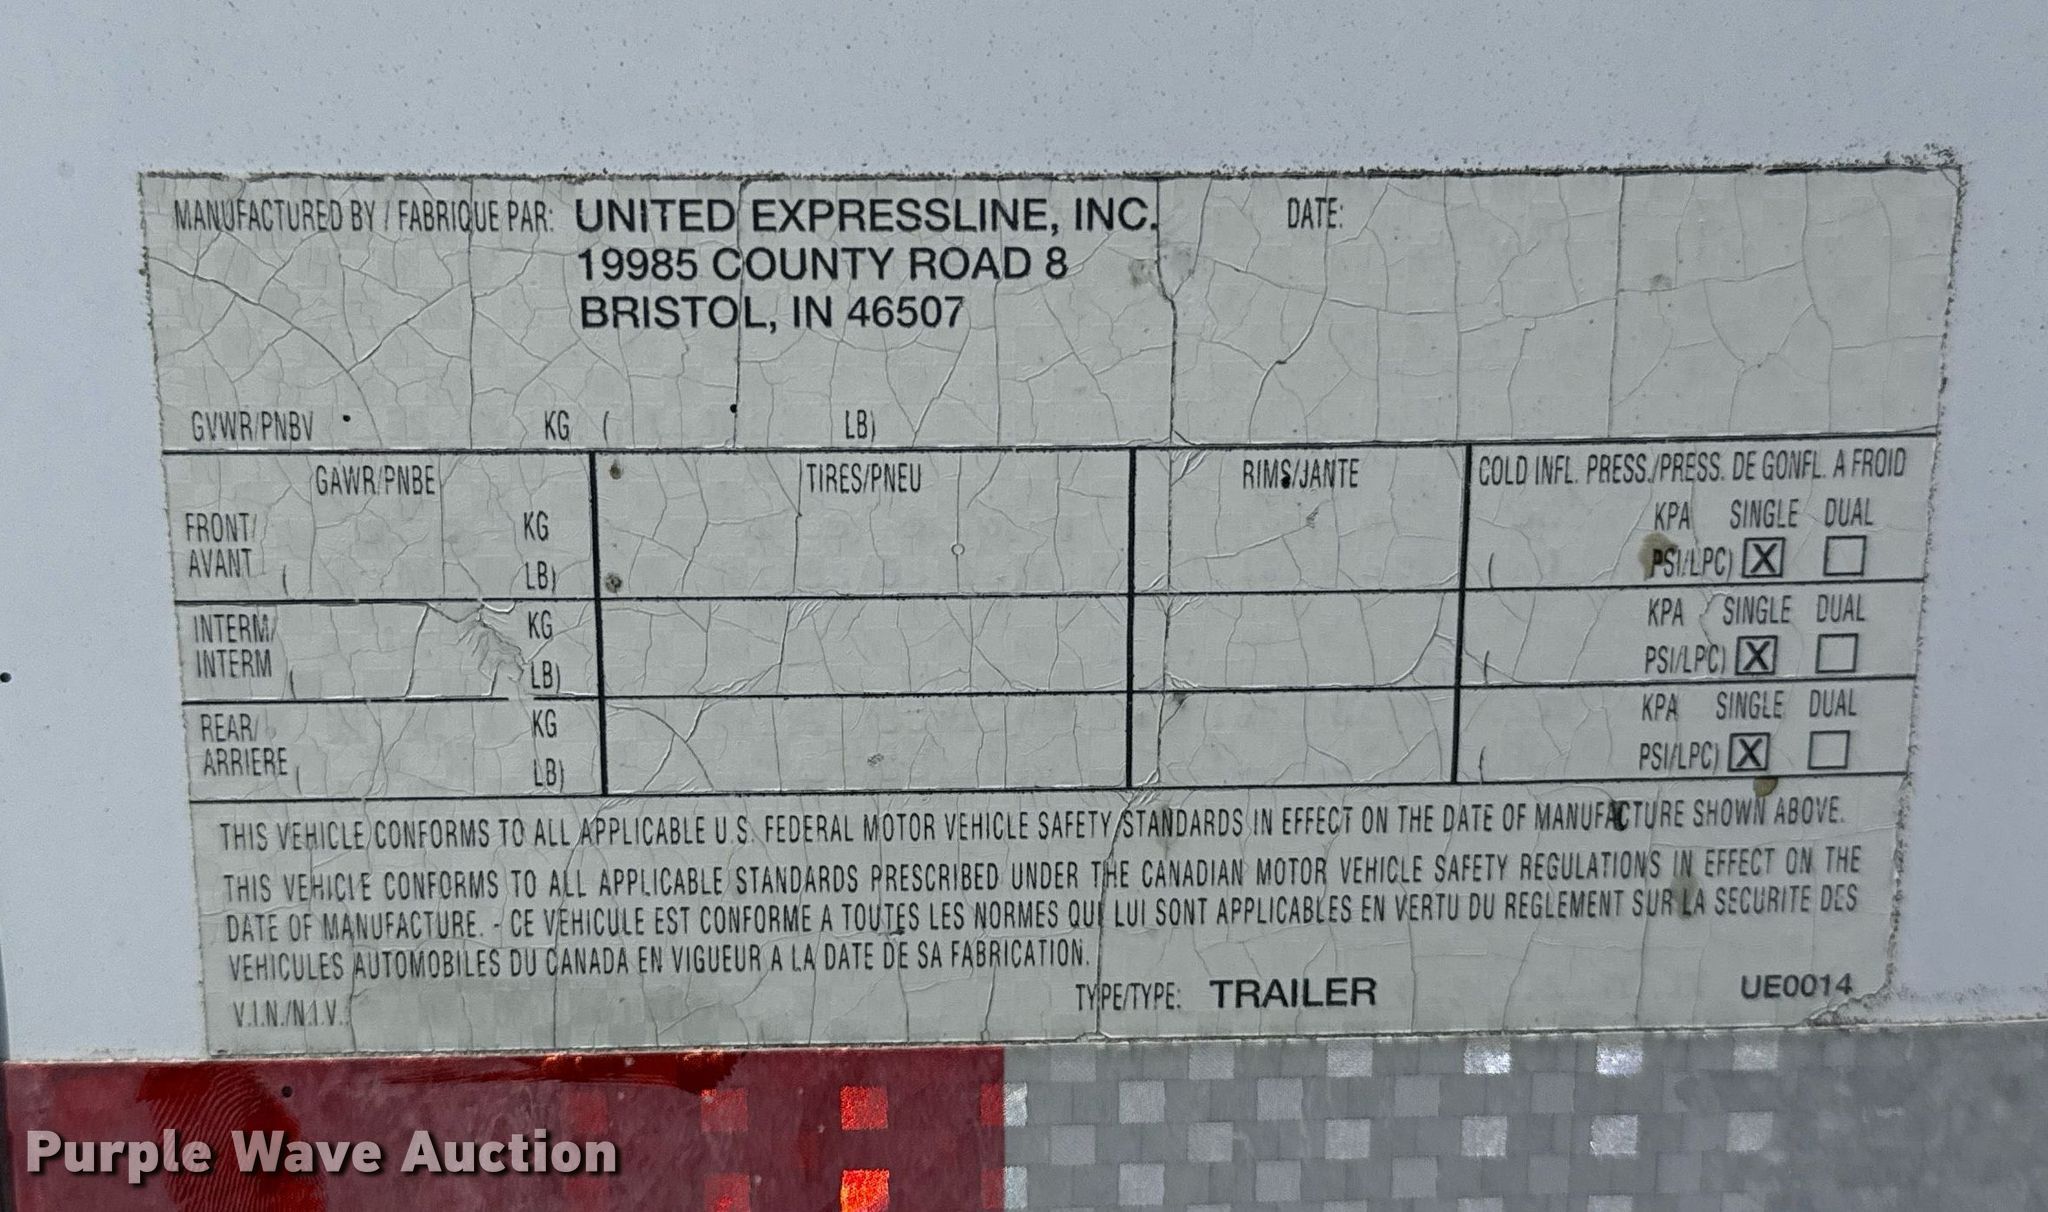 MANUFACTURED BY / FABRIQUE PAR: UNITED EXPRESSLINE, INC. DATE:
19985 COUNTY ROAD 8
BRISTOL, IN 46507
GVWR/PNBV KG ( LB)
GAWR/PNBE TIRES/PNEU RIMS/JANTE COLD INFL. PRESS./PRESS. DE GONFL. A FROID
FRONT/ KG KPA SINGLE DUAL
AVANT ( LB) ( PSI/LPC) X
INTERM/ KG KPA SINGLE DUAL
INTERM ( LB) ( PSI/LPC) X
REAR/ KG KPA SINGLE DUAL
ARRIERE ( LB) ( PSI/LPC) X
THIS VEHICLE CONFORMS TO ALL APPLICABLE U.S. FEDERAL MOTOR VEHICLE SAFETY STANDARDS IN EFFECT ON THE DATE OF MANUFACTURE SHOWN ABOVE.
THIS VEHICLE CONFORMS TO ALL APPLICABLE STANDARDS PRESCRIBED UNDER THE CANADIAN MOTOR VEHICLE SAFETY REGULATIONS IN EFFECT ON THE
DATE OF MANUFACTURE. - CE VEHICULE EST CONFORME A TOUTES LES NORMES QUI LUI SONT APPLICABLES EN VERTU DU REGLEMENT SUR LA SECURITE DES
VEHICULES AUTOMOBILES DU CANADA EN VIGUEUR A LA DATE DE SA FABRICATION.
V.I.N./N.I.V.: TYPE/TYPE: TRAILER UE0014
Purple Wave Auction